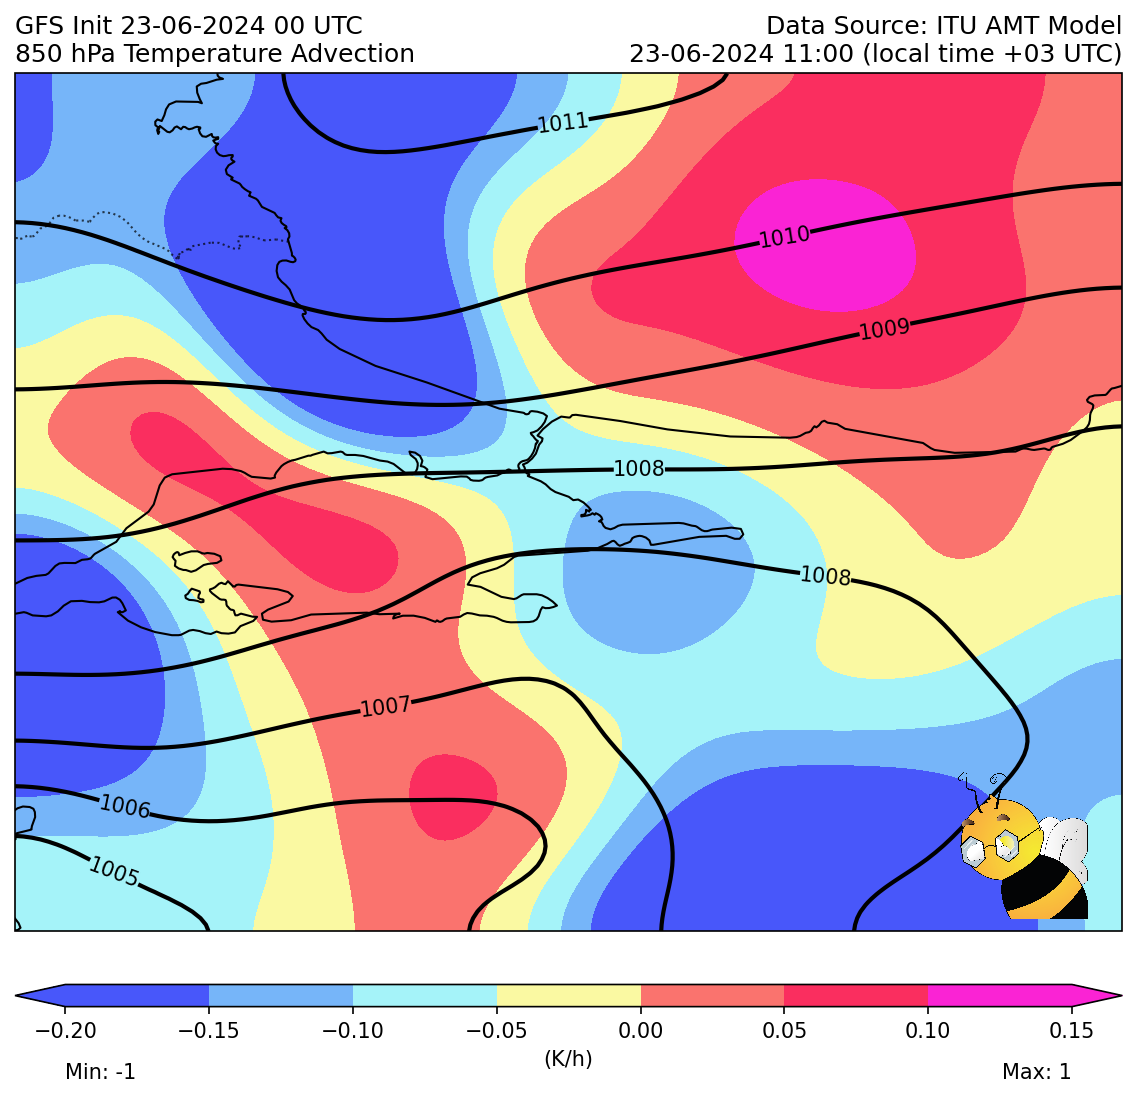 GFS Init 23-06-2024 00 UTC
850 hPa Temperature Advection
Data Source: ITU AMT Model
23-06-2024 11:00 (local time +03 UTC)
1011
1010
1009
1008
1008
1007
1006
1005
−0.20 −0.15 −0.10 −0.05 0.00 0.05 0.10 0.15
(K/h)
Min: -1 Max: 1